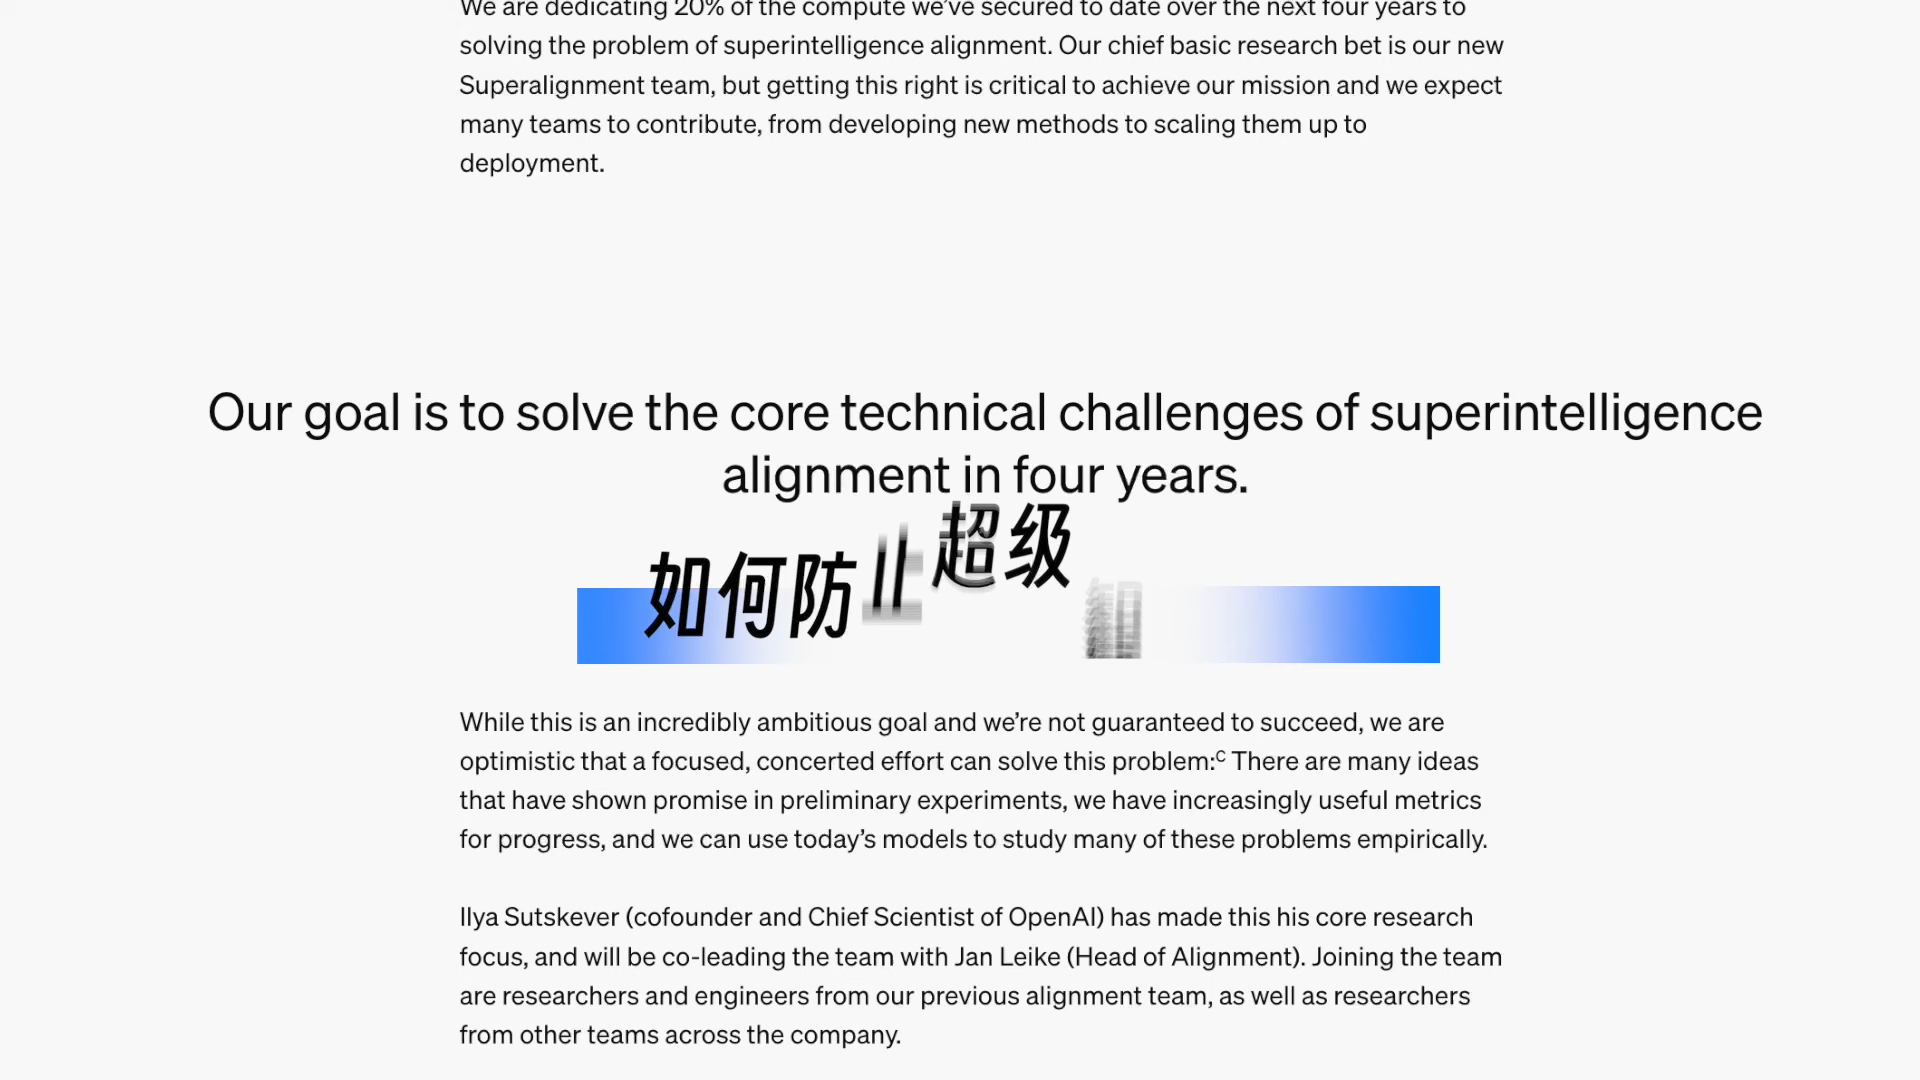 We are dedicating 20% of the compute we've secured to date over the next four years to
solving the problem of superintelligence alignment. Our chief basic research bet is our new
Superalignment team, but getting this right is critical to achieve our mission and we expect
many teams to contribute, from developing new methods to scaling them up to
deployment.
Our goal is to solve the core technical challenges of superintelligence
alignment in four years.
如何防止超级
While this is an incredibly ambitious goal and we’re not guaranteed to succeed, we are
optimistic that a focused, concerted effort can solve this problem:ᶜ There are many ideas
that have shown promise in preliminary experiments, we have increasingly useful metrics
for progress, and we can use today’s models to study many of these problems empirically.
Ilya Sutskever (cofounder and Chief Scientist of OpenAI) has made this his core research
focus, and will be co-leading the team with Jan Leike (Head of Alignment). Joining the team
are researchers and engineers from our previous alignment team, as well as researchers
from other teams across the company.